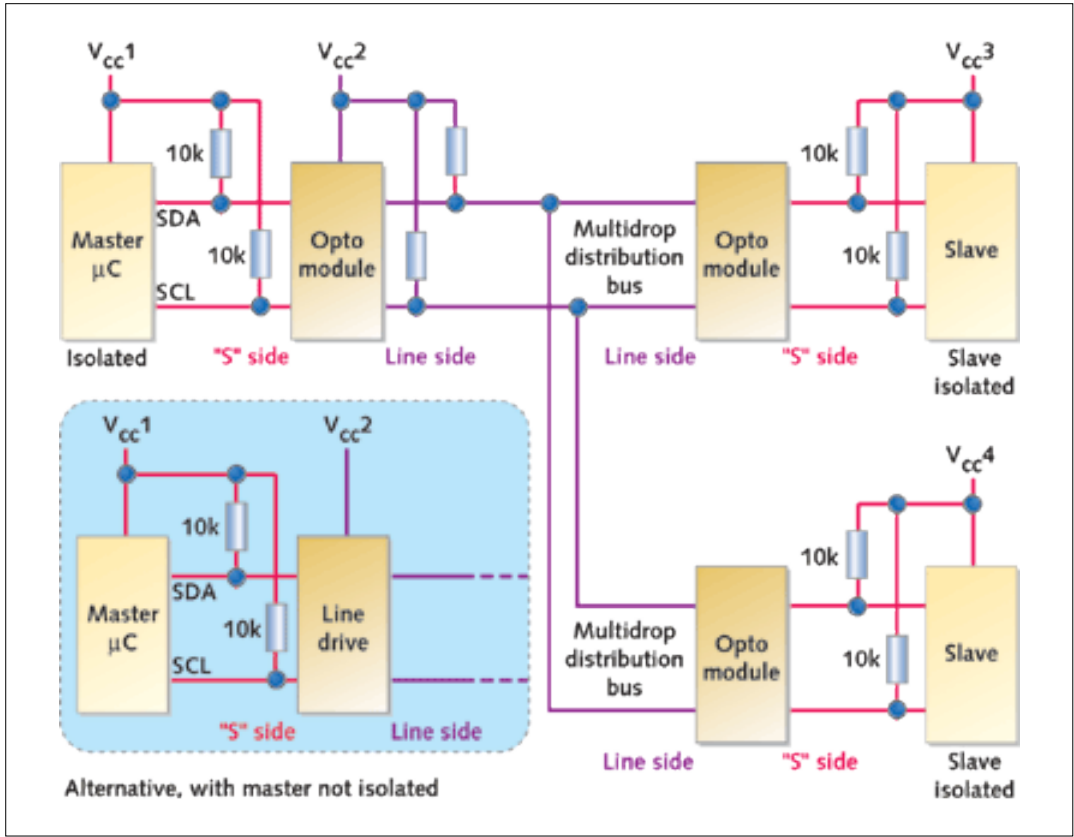 Vcc1
Vcc2
Vcc3
10k
10k
SDA
Master
μC
10k
10k
SCL
Opto
module
Multidrop
distribution
bus
Opto
module
Slave
Isolated
"S" side
Line side
Line side
"S" side
Slave
isolated
Vcc1
Vcc2
10k
SDA
Master
μC
10k
SCL
Line
drive
"S" side
Line side
Alternative, with master not isolated
Vcc4
10k
Multidrop
distribution
bus
Opto
module
10k
Slave
Line side
"S" side
Slave
isolated